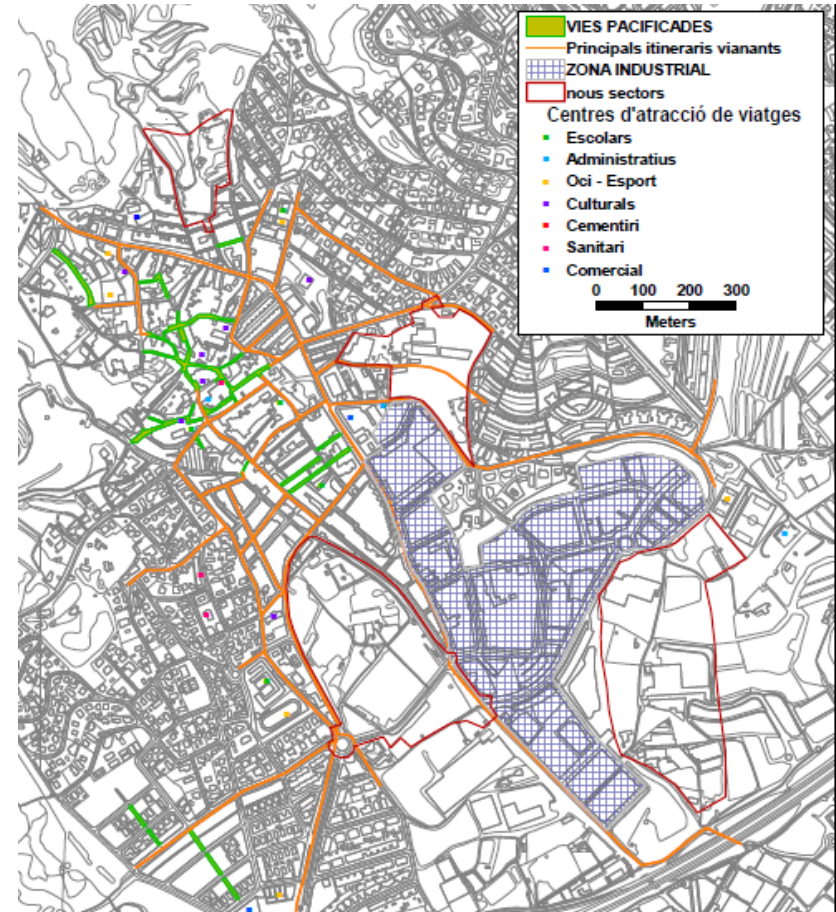 VIES PACIFICADES
Principals itineraris vianants
ZONA INDUSTRIAL
nous sectors
Centres d'atracció de viatges
Escolars
Administratius
Oci - Esport
Culturals
Cementiri
Sanitari
Comercial
0 100 200 300
Meters